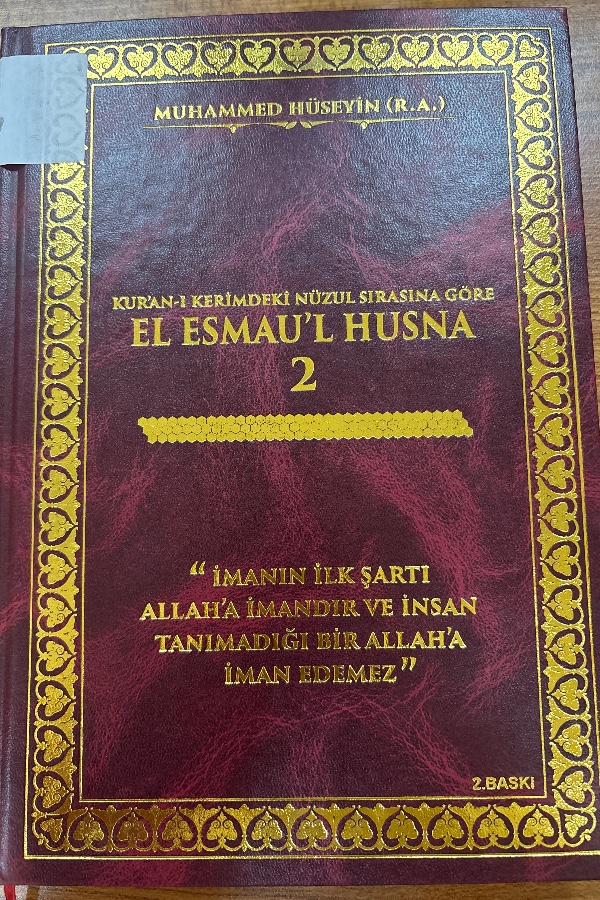 MUHAMMED HÜSEYİN (R.A.)
KUR'AN-I KERİMDEKİ NÜZUL SIRASINA GÖRE
EL ESMAU'L HUSNA
2
“ İMANIN İLK ŞARTI
ALLAH'A İMANDIR VE İNSAN
TANIMADIĞI BİR ALLAH'A
İMAN EDEMEZ ”
2.BASKI